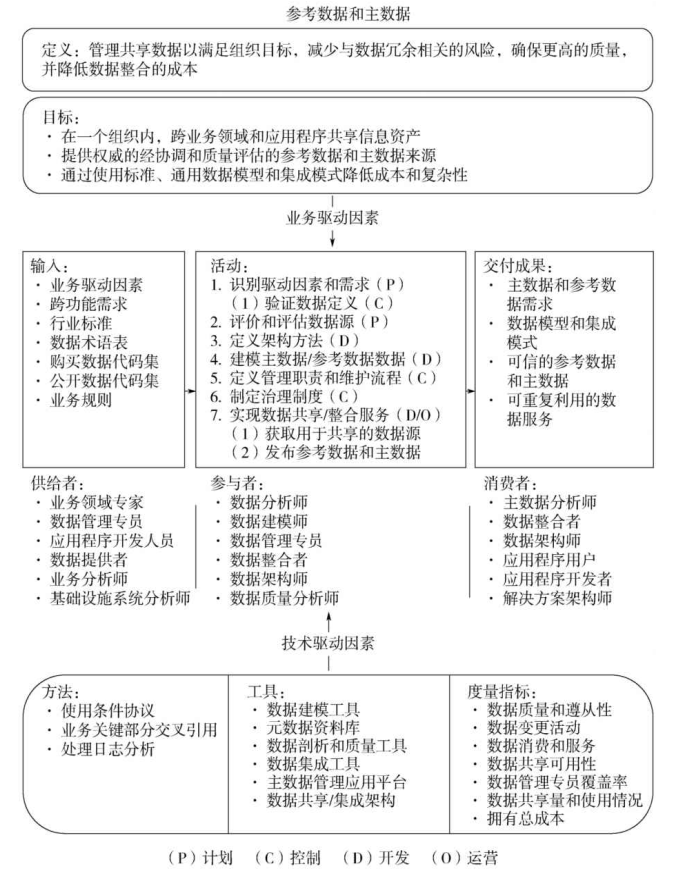 参考数据和主数据
定义：管理共享数据以满足组织目标，减少与数据冗余相关的风险，确保更高的质量，
并降低数据整合的成本
目标：
· 在一个组织内，跨业务领域和应用程序共享信息资产
· 提供权威的经协调和质量评估的参考数据和主数据来源
· 通过使用标准、通用数据模型和集成模式降低成本和复杂性
业务驱动因素
输入：
· 业务驱动因素
· 跨功能需求
· 行业标准
· 数据术语表
· 购买数据代码集
· 公开数据代码集
· 业务规则
活动：
1. 识别驱动因素和需求（P）
（1）验证数据定义（C）
2. 评价和评估数据源（P）
3. 定义架构方法（D）
4. 建模主数据/参考数据数据（D）
5. 定义管理职责和维护流程（C）
6. 制定治理制度（C）
7. 实现数据共享/整合服务（D/O）
（1）获取用于共享的数据源
（2）发布参考数据和主数据
交付成果：
· 主数据和参考数
据需求
· 数据模型和集成
模式
· 可信的参考数据
和主数据
· 可重复利用的数
据服务
供给者：
· 业务领域专家
· 数据管理专员
· 应用程序开发人员
· 数据提供者
· 业务分析师
· 基础设施系统分析师
参与者：
· 数据分析师
· 数据建模师
· 数据管理专员
· 数据整合者
· 数据架构师
· 数据质量分析师
消费者：
· 主数据分析师
· 数据整合者
· 数据架构师
· 应用程序用户
· 应用程序开发者
· 解决方案架构师
技术驱动因素
方法：
· 使用条件协议
· 业务关键部分交叉引用
· 处理日志分析
工具：
· 数据建模工具
· 元数据资料库
· 数据剖析和质量工具
· 数据集成工具
· 主数据管理应用平台
· 数据共享/集成架构
度量指标：
· 数据质量和遵从性
· 数据变更活动
· 数据消费和服务
· 数据共享可用性
· 数据管理专员覆盖率
· 数据共享量和使用情况
· 拥有总成本
（P）计划 （C）控制 （D）开发 （O）运营